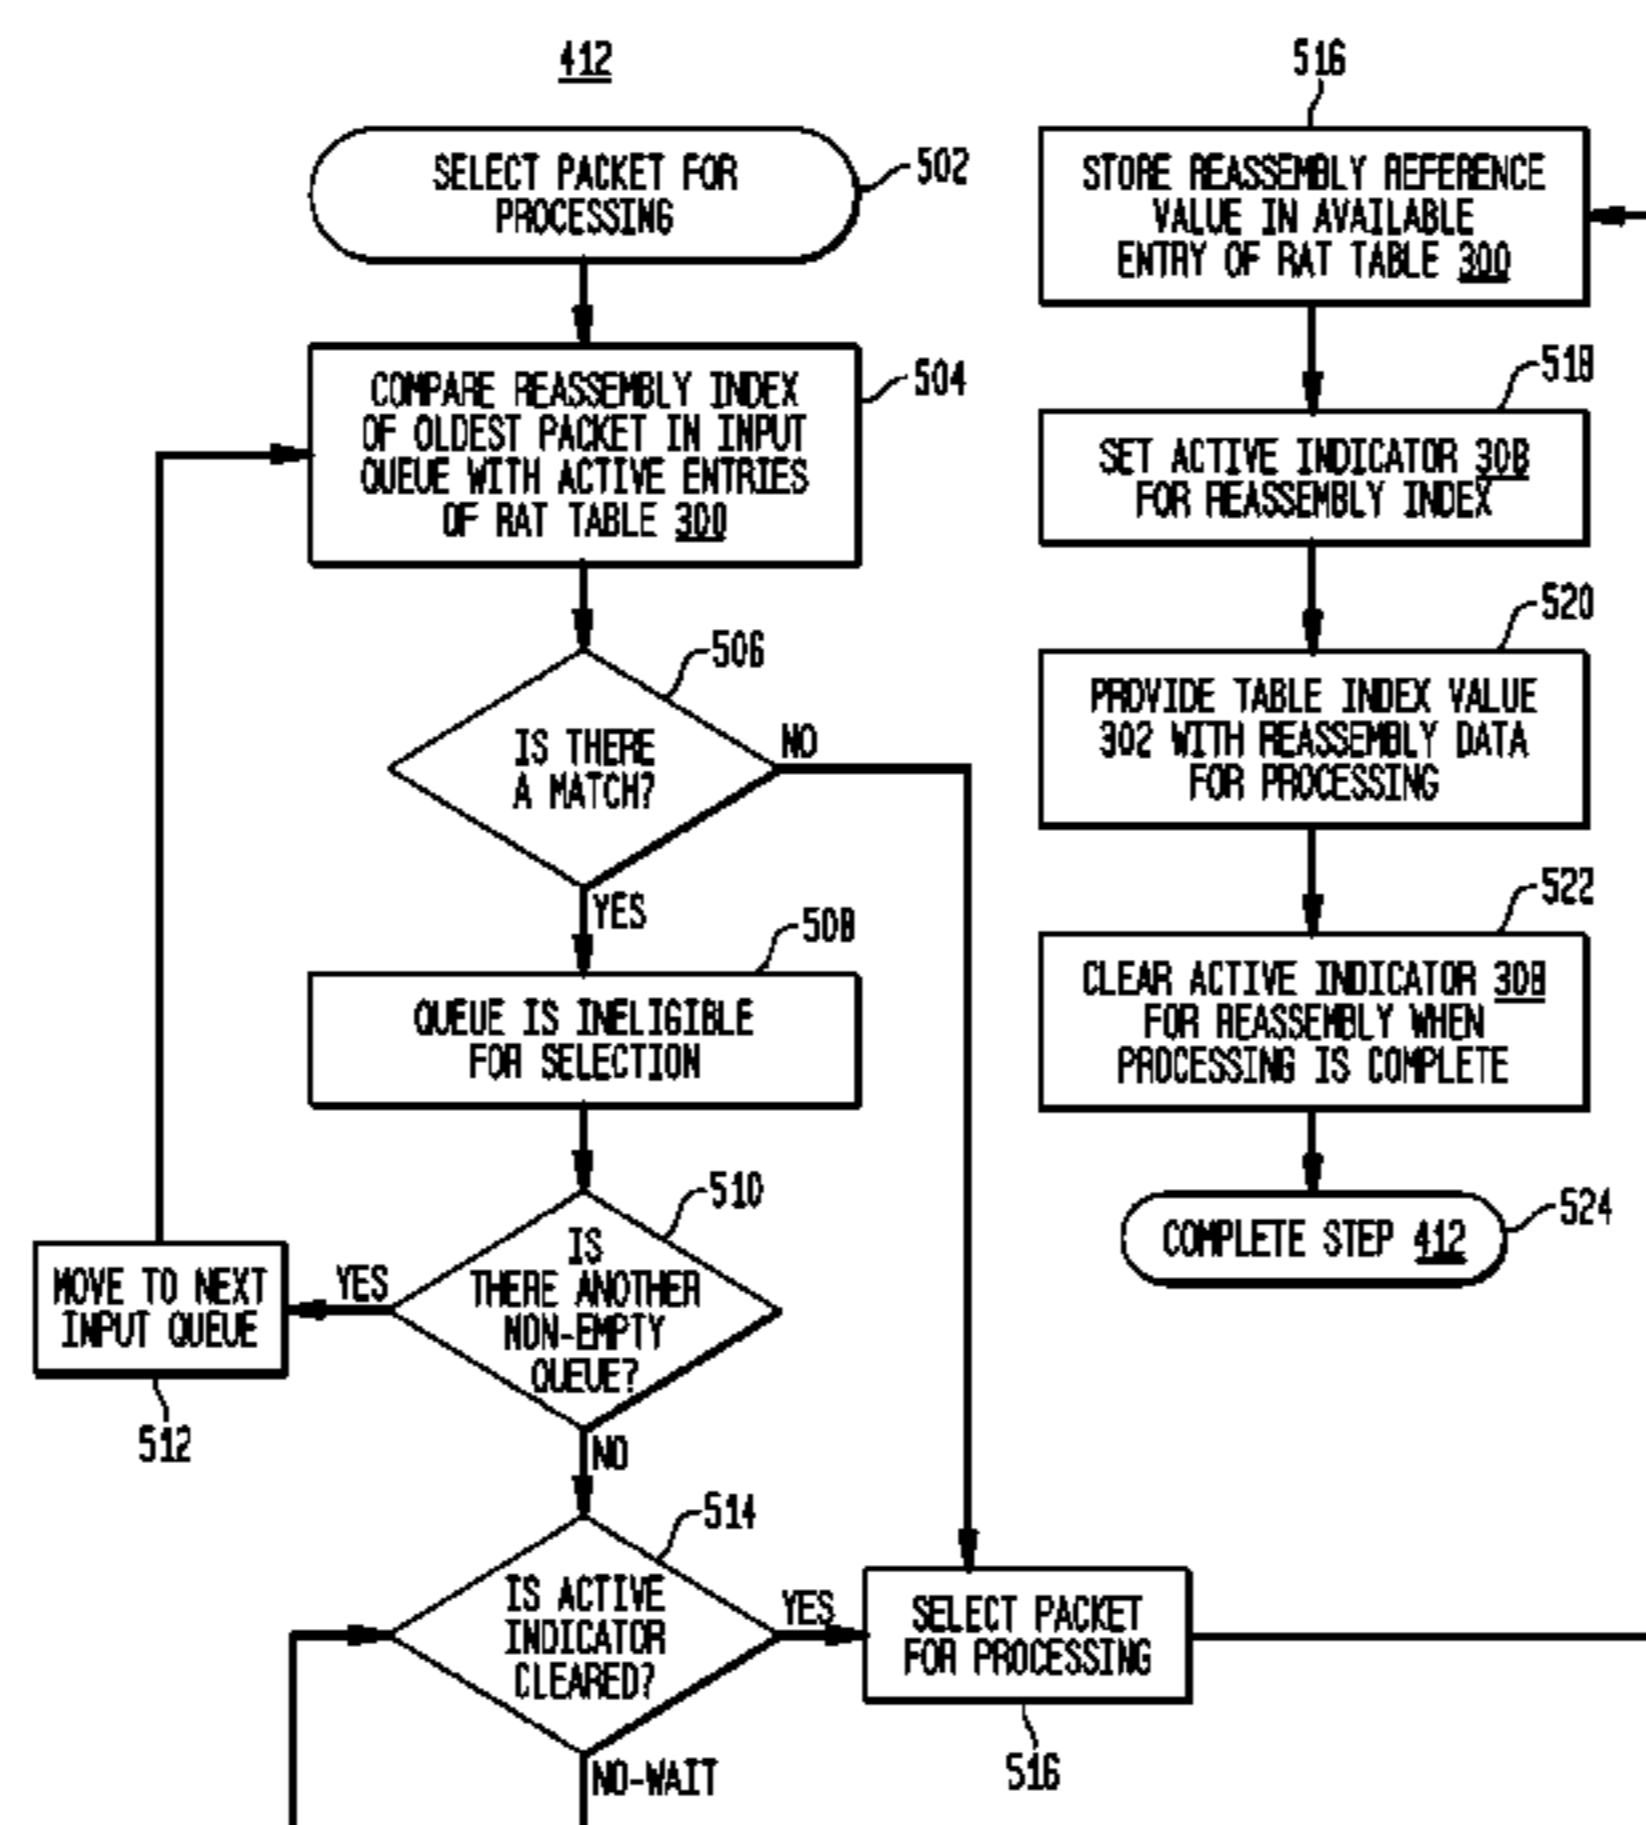 412
SELECT PACKET FOR
PROCESSING
502
COMPARE REASSEMBLY INDEX
OF OLDEST PACKET IN INPUT
QUEUE WITH ACTIVE ENTRIES
OF RAT TABLE 300
504
IS THERE
A MATCH?
506
NO
YES
QUEUE IS INELIGIBLE
FOR SELECTION
508
IS
THERE ANOTHER
NON-EMPTY
QUEUE?
510
YES
MOVE TO NEXT
INPUT QUEUE
512
NO
IS ACTIVE
INDICATOR
CLEARED?
514
YES
NO-WAIT
SELECT PACKET
FOR PROCESSING
516
516
STORE REASSEMBLY REFERENCE
VALUE IN AVAILABLE
ENTRY OF RAT TABLE 300
518
SET ACTIVE INDICATOR 308
FOR REASSEMBLY INDEX
520
PROVIDE TABLE INDEX VALUE
302 WITH REASSEMBLY DATA
FOR PROCESSING
522
CLEAR ACTIVE INDICATOR 308
FOR REASSEMBLY WHEN
PROCESSING IS COMPLETE
COMPLETE STEP 412
524